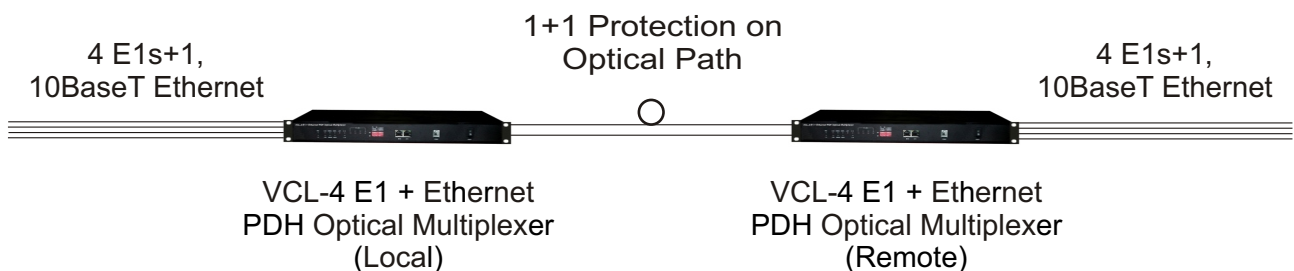 1+1 Protection on
Optical Path
4 E1s+1,
10BaseT Ethernet
4 E1s+1,
10BaseT Ethernet
VCL-4 E1 + Ethernet
PDH Optical Multiplexer
(Local)
VCL-4 E1 + Ethernet
PDH Optical Multiplexer
(Remote)